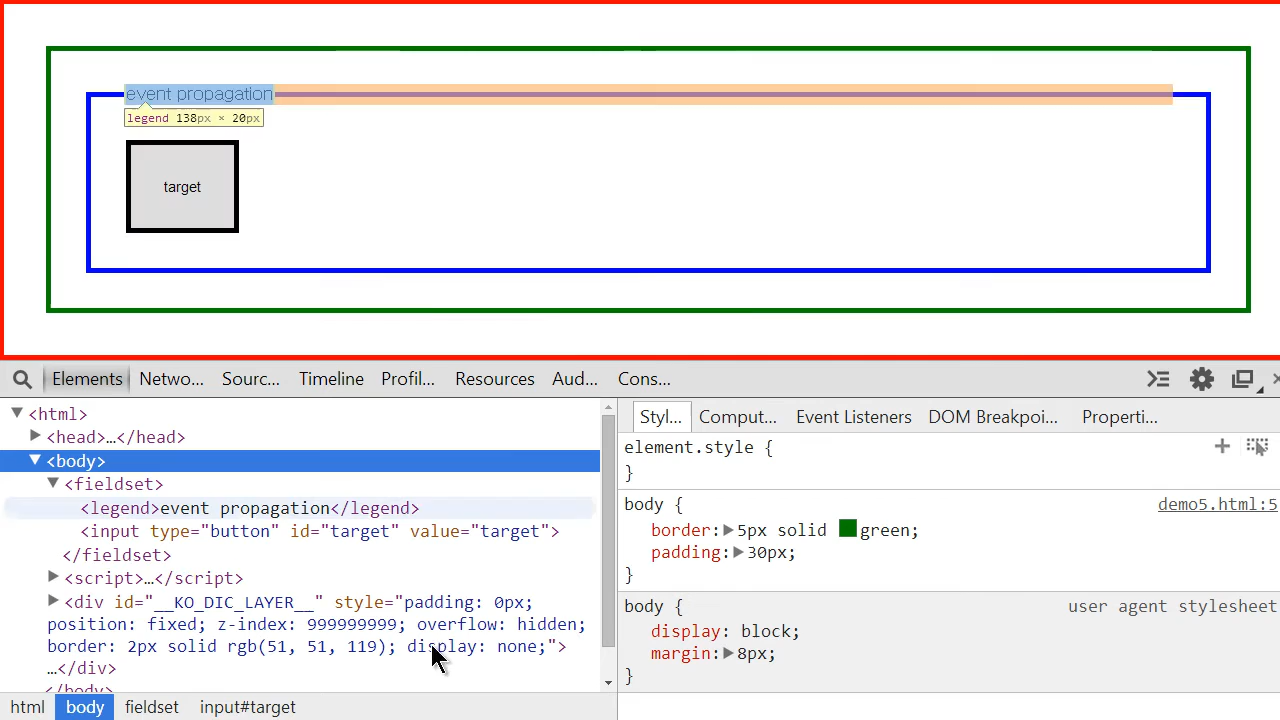 event propagation
legend 138px × 20px
target
Elements Netwo... Sourc... Timeline Profil... Resources Aud... Cons...
<html>
<head>…</head>
<body>
<fieldset>
<legend>event propagation</legend>
<input type="button" id="target" value="target">
</fieldset>
<script>…</script>
<div id="__KO_DIC_LAYER__" style="padding: 0px;
position: fixed; z-index: 999999999; overflow: hidden;
border: 2px solid rgb(51, 51, 119); display: none;">
…</div>
</body>
html body fieldset input#target
Styl... Comput... Event Listeners DOM Breakpoi... Properti...
element.style {
}
body { demo5.html:5
border: 5px solid green;
padding: 30px;
}
body { user agent stylesheet
display: block;
margin: 8px;
}